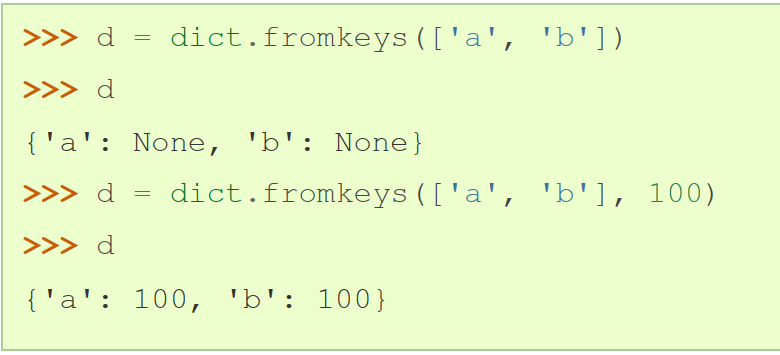 >>> d = dict.fromkeys(['a', 'b'])
>>> d
{'a': None, 'b': None}
>>> d = dict.fromkeys(['a', 'b'], 100)
>>> d
{'a': 100, 'b': 100}